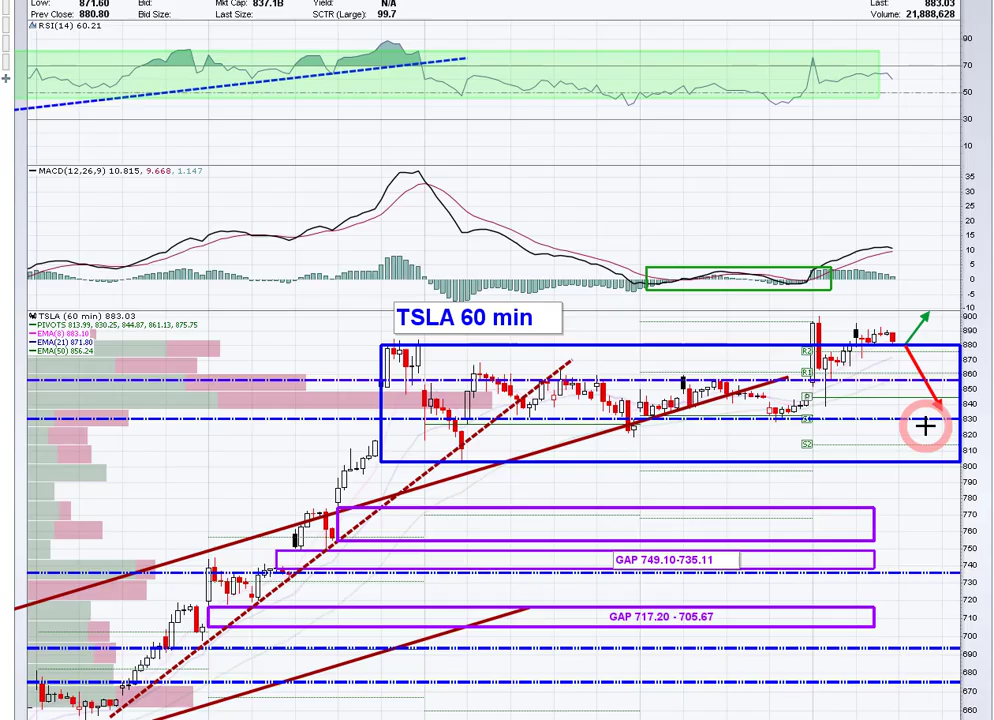 Low: 871.60 Bid: Mkt Cap: 837.1B Yield: N/A Last: 883.03
Prev Close: 880.80 Bid Size: Last Size: SCTR (Large): 99.7 Volume: 21,888,628
RSI(14) 60.21
90
70
50
30
10
MACD(12,26,9) 10.815, 9.668, 1.147
35
30
25
20
15
10
5
0
-5
-10
TSLA 60 min
TSLA (60 min) 883.03
PIVOTS 813.99, 830.25, 844.87, 861.13, 875.75
EMA(8) 883.10
EMA(21) 871.80
EMA(50) 856.24
900
890
880
870
860
850
840
830
820
810
800
790
780
770
760
750
740
730
720
710
700
690
680
670
660
R2
R1
P
S1
S2
GAP 749.10-735.11
GAP 717.20 - 705.67